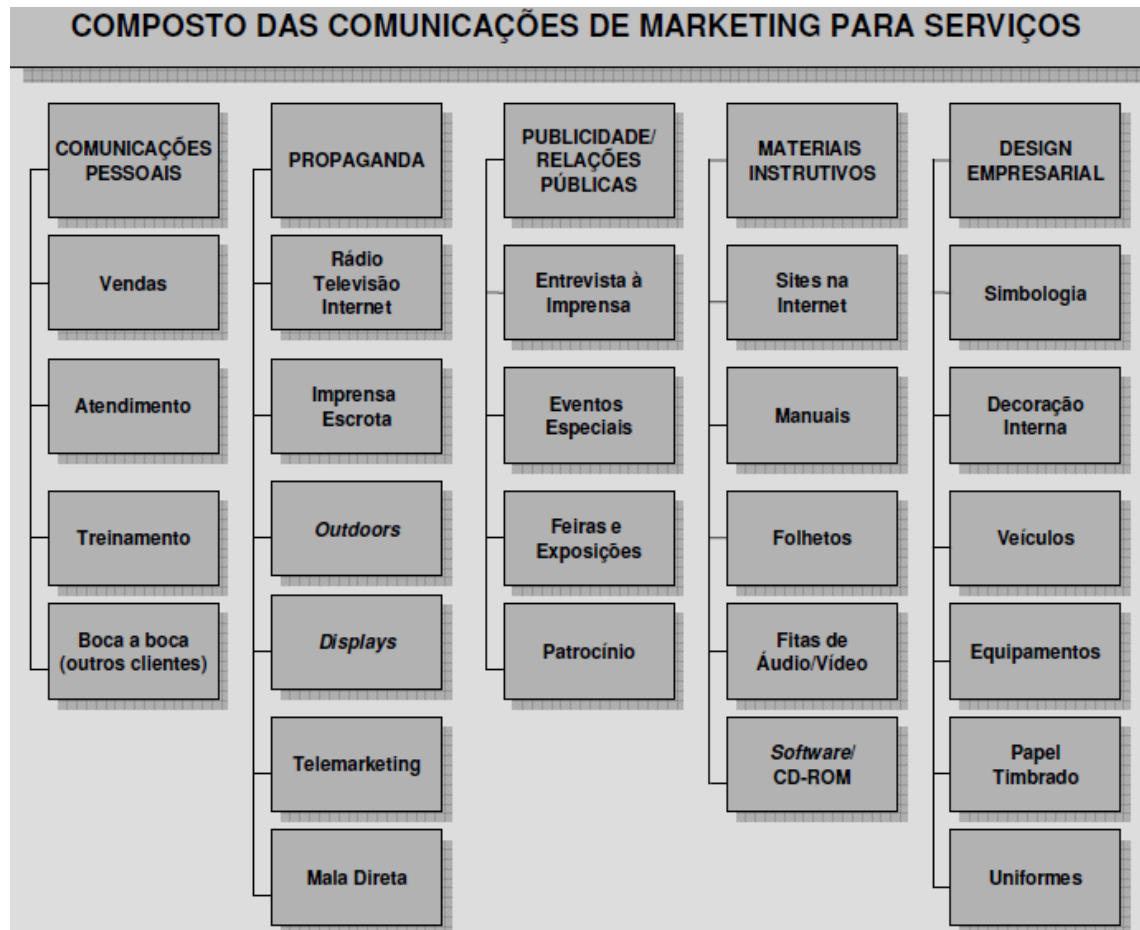 COMPOSTO DAS COMUNICAÇÕES DE MARKETING PARA SERVIÇOS
COMUNICAÇÕES
PESSOAIS
Vendas
Atendimento
Treinamento
Boca a boca
(outros clientes)
PROPAGANDA
Rádio
Televisão
Internet
Imprensa
Escrota
Outdoors
Displays
Telemarketing
Mala Direta
PUBLICIDADE/
RELAÇÕES
PÚBLICAS
Entrevista à
Imprensa
Eventos
Especiais
Feiras e
Exposições
Patrocínio
MATERIAIS
INSTRUTIVOS
Sites na
Internet
Manuais
Folhetos
Fitas de
Áudio/Vídeo
Software/
CD-ROM
DESIGN
EMPRESARIAL
Simbologia
Decoração
Interna
Veículos
Equipamentos
Papel
Timbrado
Uniformes